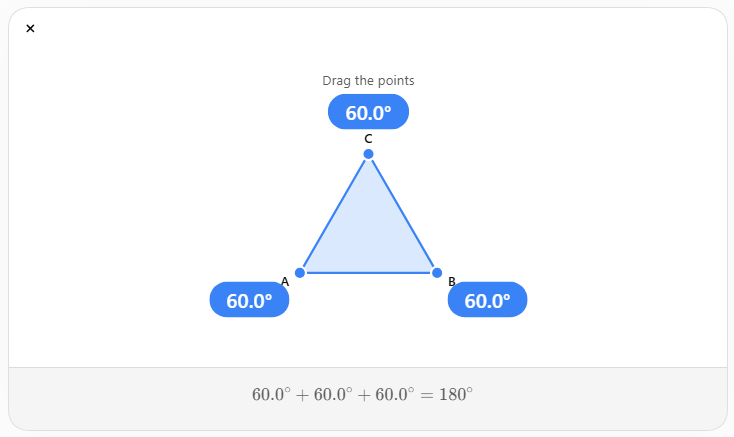 ×
Drag the points
60.0°
C
A
B
60.0°
60.0°
60.0° + 60.0° + 60.0° = 180°